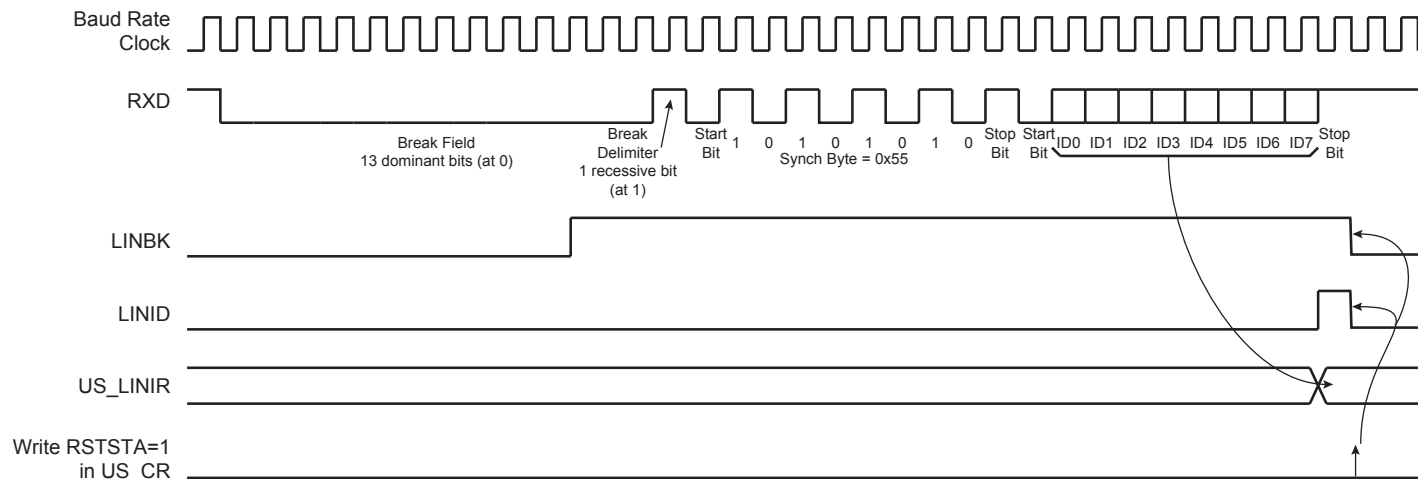 Baud Rate
Clock
RXD
Break Field
13 dominant bits (at 0)
Break
Delimiter
1 recessive bit
(at 1)
Start
Bit
1 0 1 0 1 0 1 0
Synch Byte = 0x55
Stop
Bit
Start
Bit
ID0 ID1 ID2 ID3 ID4 ID5 ID6 ID7
Stop
Bit
LINBK
LINID
US_LINIR
Write RSTSTA=1
in US_CR